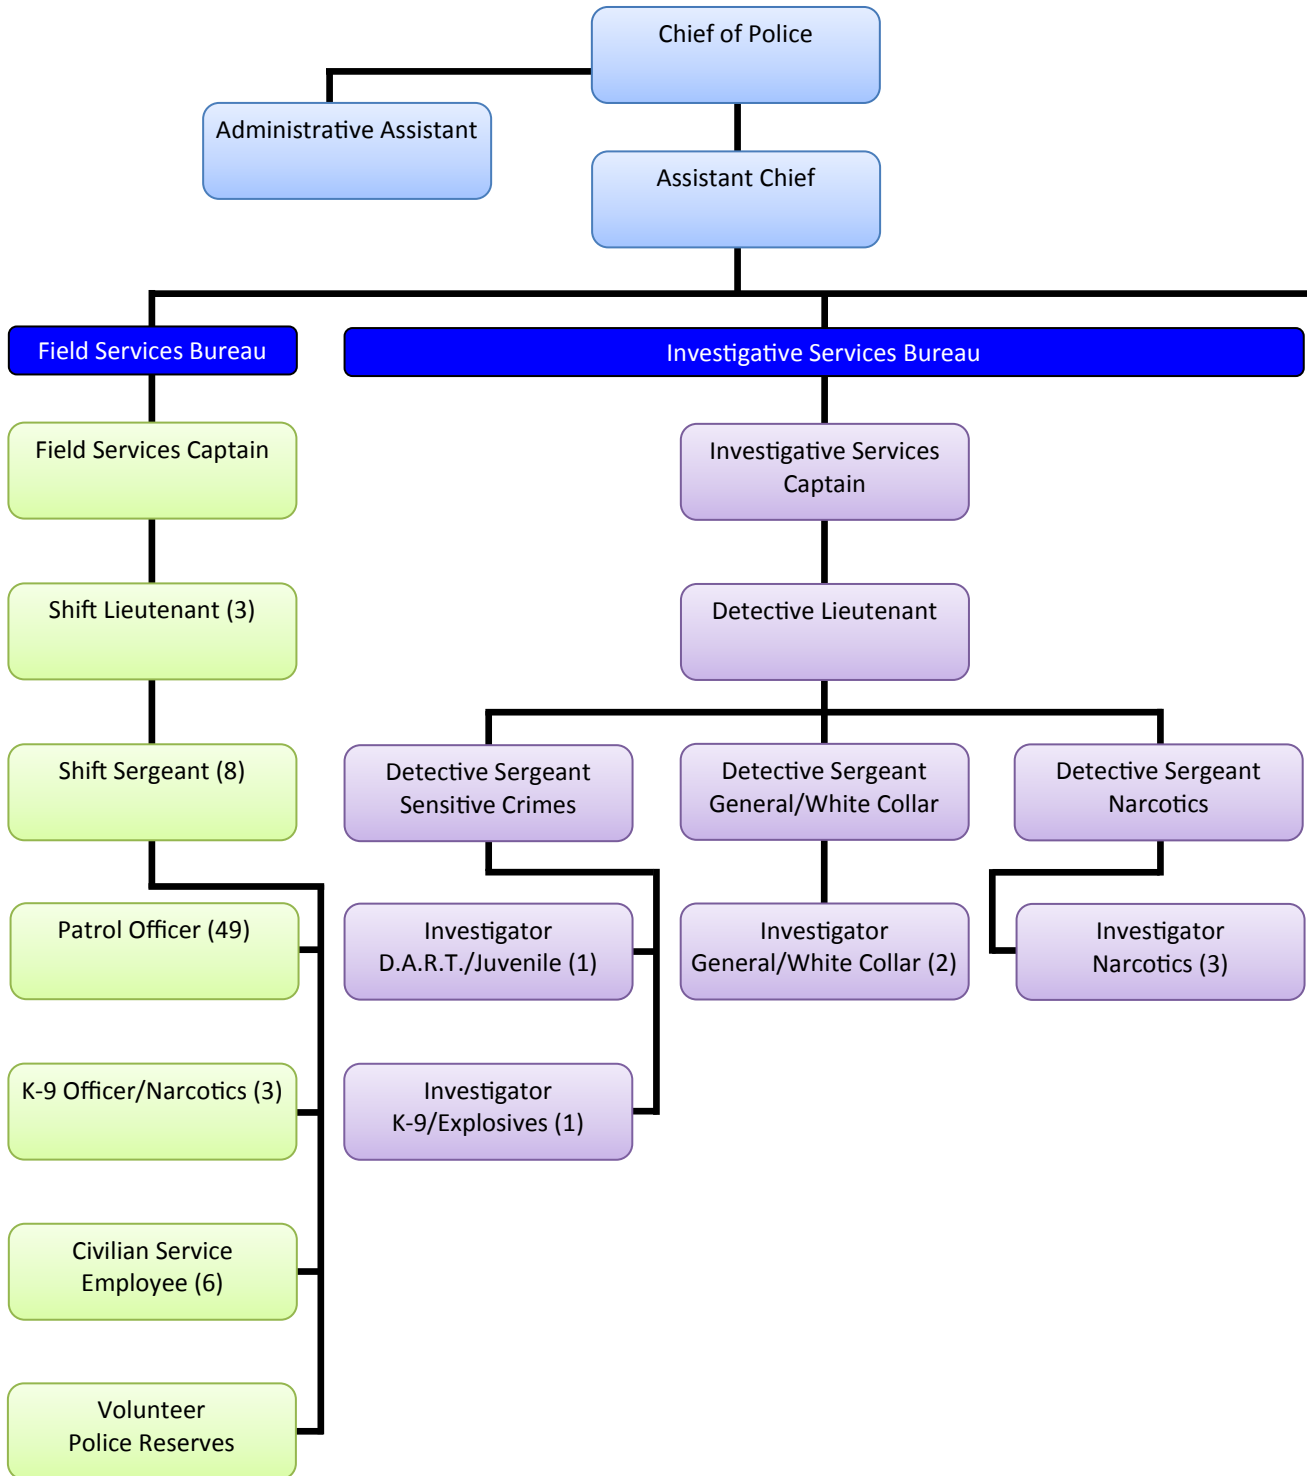 Chief of Police
Administrative Assistant
Assistant Chief
Field Services Bureau
Investigative Services Bureau
Field Services Captain
Investigative Services
Captain
Shift Lieutenant (3)
Detective Lieutenant
Shift Sergeant (8)
Detective Sergeant
Sensitive Crimes
Detective Sergeant
General/White Collar
Detective Sergeant
Narcotics
Patrol Officer (49)
Investigator
D.A.R.T./Juvenile (1)
Investigator
General/White Collar (2)
Investigator
Narcotics (3)
K-9 Officer/Narcotics (3)
Investigator
K-9/Explosives (1)
Civilian Service
Employee (6)
Volunteer
Police Reserves